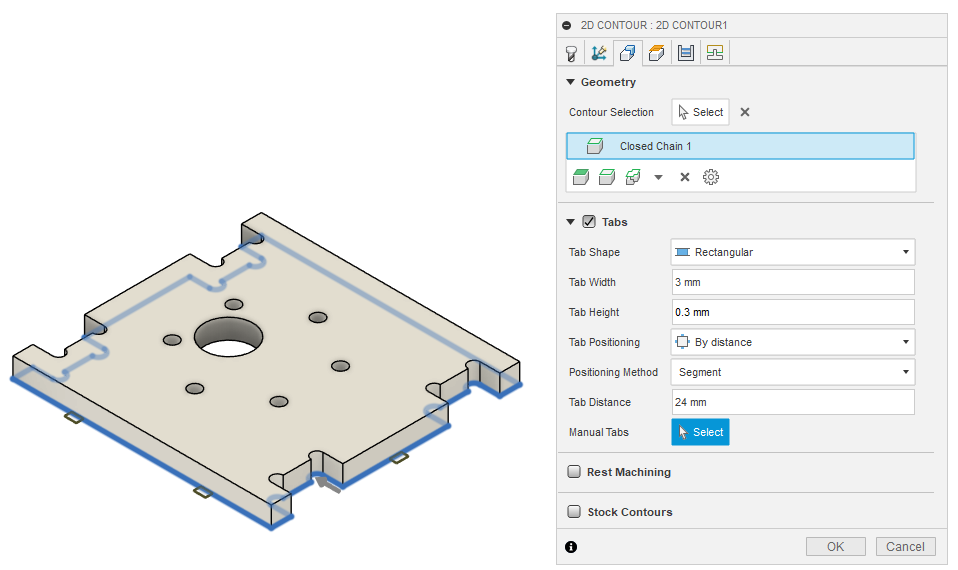 2D CONTOUR : 2D CONTOUR1
Geometry
Contour Selection Select
Closed Chain 1
Tabs
Tab Shape Rectangular
Tab Width 3 mm
Tab Height 0.3 mm
Tab Positioning By distance
Positioning Method Segment
Tab Distance 24 mm
Manual Tabs Select
Rest Machining
Stock Contours
OK Cancel